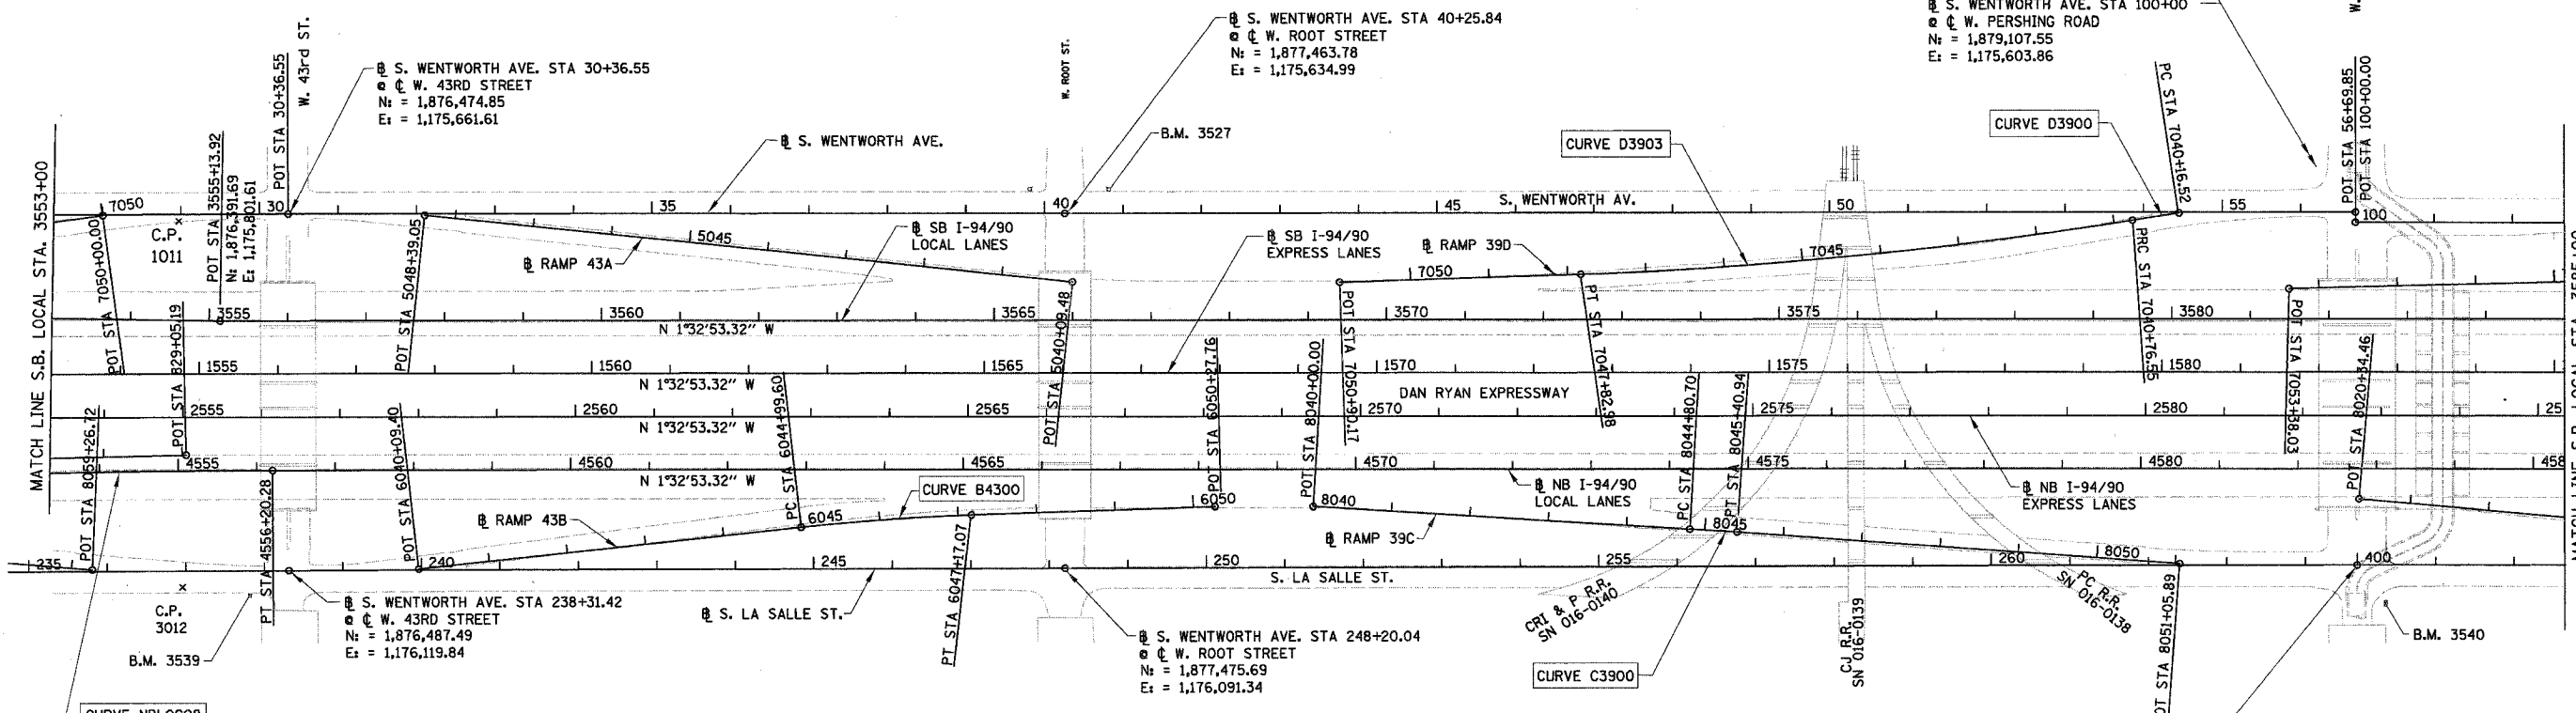 MATCH LINE S.B. LOCAL STA. 3553+00
7050
POT STA 7050+00.00
C.P.
1011
POT STA 3555+13.92
N: 1,876,391.69
E: 1,175,801.61
30
POT STA 30+36.55
W. 43rd ST.
℄ S. WENTWORTH AVE. STA 30+36.55
@ ℄ W. 43RD STREET
N: = 1,876,474.85
E: = 1,175,661.61
35
℄ S. WENTWORTH AVE.
℄ S. WENTWORTH AVE. STA 40+25.84
@ ℄ W. ROOT STREET
N: = 1,877,463.78
E: = 1,175,634.99
W. ROOT ST.
B.M. 3527
40
45
S. WENTWORTH AV.
50
55
100
CURVE D3903
CURVE D3900
℄ S. WENTWORTH AVE. STA 100+00
@ ℄ W. PERSHING ROAD
N: = 1,879,107.55
E: = 1,175,603.86
PC STA 7040+16.52
W.
POT STA 56+69.85
POT STA 100+00.00
POT STA 5048+39.05
℄ RAMP 43A
5045
℄ SB I-94/90
LOCAL LANES
℄ SB I-94/90
EXPRESS LANES
℄ RAMP 39D
7050
7045
PT STA 7047+82.98
PRC STA 7040+76.55
POT STA 5040+09.48
POT STA 7050+90.17
3555
3560
N 1°32'53.32" W
3565
3570
3575
3580
POT STA 829+05.19
1555
1560
N 1°32'53.32" W
1565
1570
1575
1580
DAN RYAN EXPRESSWAY
2555
2560
N 1°32'53.32" W
2565
2570
2575
2580
25
POT STA 8059+26.72
4555
4560
N 1°32'53.32" W
4565
4570
4575
4580
458
POT STA 6040+09.40
PC STA 6044+99.60
POT STA 6050+27.76
POT STA 8040+00.00
PC STA 8044+80.70
PT STA 8045+40.94
POT STA 7053+38.03
POT STA 8020+34.46
PT STA 4556+20.28
℄ RAMP 43B
6045
CURVE B4300
6050
8040
℄ NB I-94/90
LOCAL LANES
℄ NB I-94/90
EXPRESS LANES
℄ RAMP 39C
8045
8050
235
240
245
250
S. LA SALLE ST.
255
260
400
C.P.
3012
B.M. 3539
℄ S. WENTWORTH AVE. STA 238+31.42
@ ℄ W. 43RD STREET
N: = 1,876,487.49
E: = 1,176,119.84
℄ S. LA SALLE ST.
PT STA 6047+17.07
℄ S. WENTWORTH AVE. STA 248+20.04
@ ℄ W. ROOT STREET
N: = 1,877,475.69
E: = 1,176,091.34
CRI & P R.R.
SN 016-0140
CURVE C3900
CJ R.R.
SN 016-0139
PC R.R.
SN 016-0138
POT STA 8051+05.89
B.M. 3540